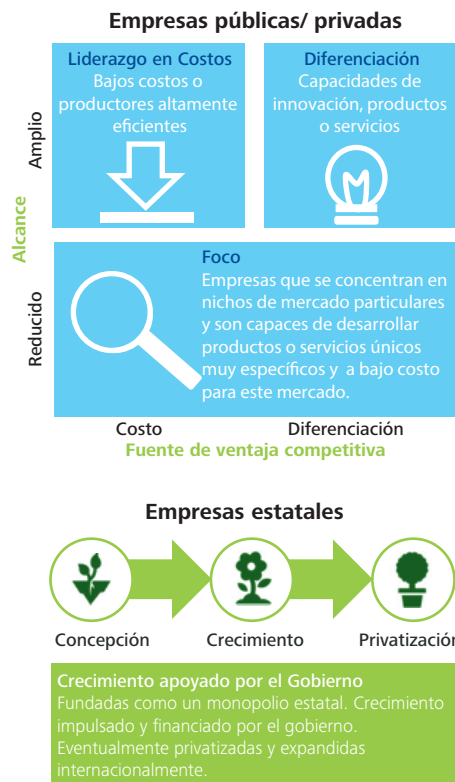 Empresas públicas/ privadas
Liderazgo en Costos
Bajos costos o
productores altamente
eficientes
Diferenciación
Capacidades de
innovación, productos
o servicios
Amplio
Alcance
Reducido
Foco
Empresas que se concentran en
nichos de mercado particulares
y son capaces de desarrollar
productos o servicios únicos
muy específicos y a bajo costo
para este mercado.
Costo
Diferenciación
Fuente de ventaja competitiva
Empresas estatales
Concepción
Crecimiento
Privatización
Crecimiento apoyado por el Gobierno
Fundadas como un monopolio estatal. Crecimiento
impulsado y financiado por el gobierno.
Eventualmente privatizadas y expandidas
internacionalmente.